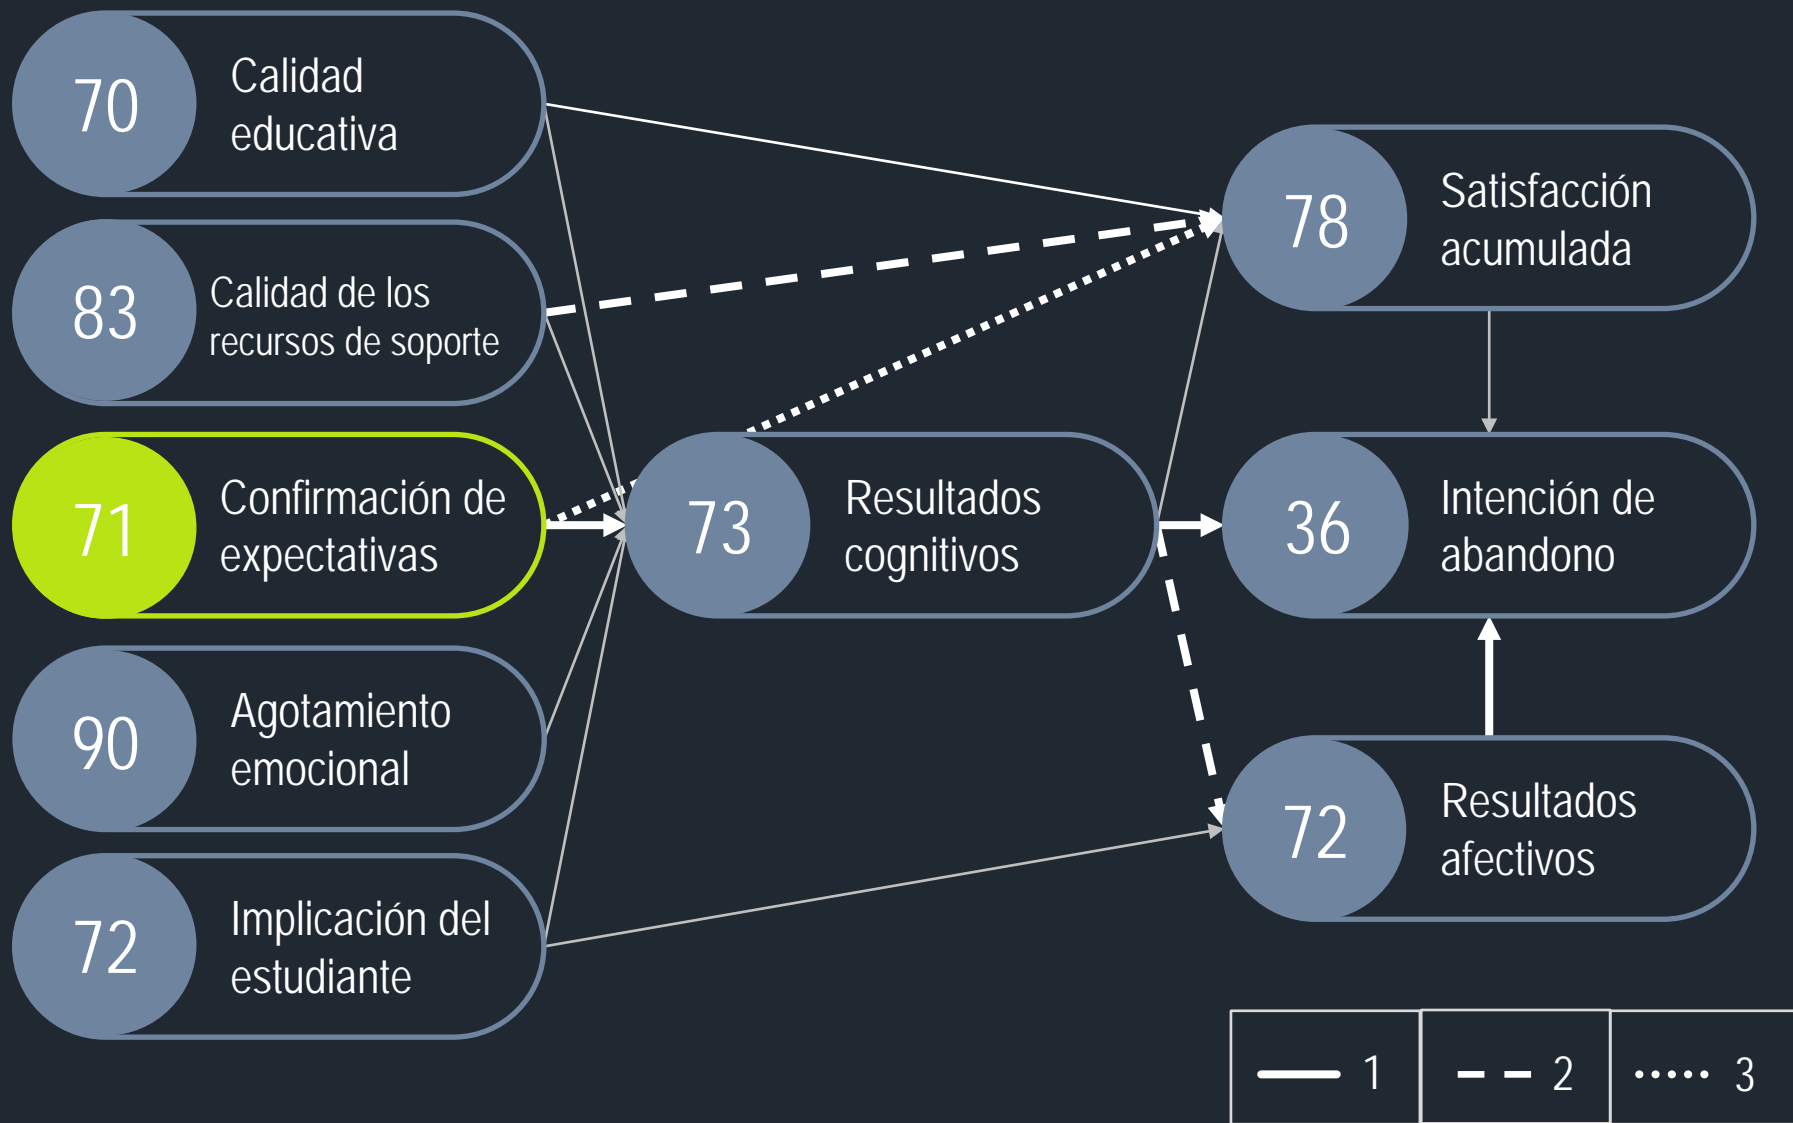 70
Calidad
educativa
83
Calidad de los
recursos de soporte
71
Confirmación de
expectativas
90
Agotamiento
emocional
72
Implicación del
estudiante
73
Resultados
cognitivos
78
Satisfacción
acumulada
36
Intención de
abandono
72
Resultados
afectivos
1
2
3